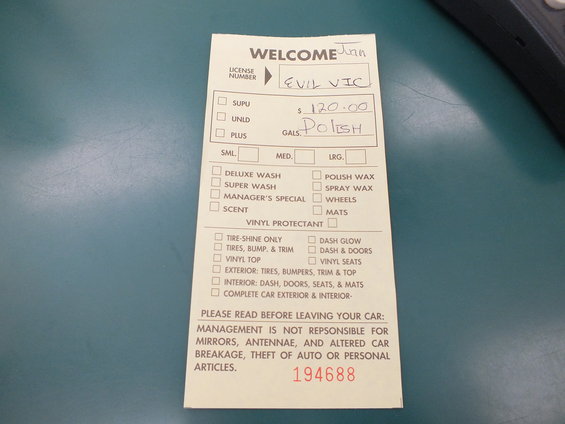 WELCOME
LICENSE
NUMBER
EVIL VIC
SUPU
$ 120.00
UNLD
PLUS
GALS. POLISH
SML. MED. LRG.
DELUXE WASH
POLISH WAX
SUPER WASH
SPRAY WAX
MANAGER'S SPECIAL
WHEELS
SCENT
MATS
VINYL PROTECTANT
TIRE-SHINE ONLY
DASH GLOW
TIRES, BUMP. & TRIM
DASH & DOORS
VINYL TOP
VINYL SEATS
EXTERIOR: TIRES, BUMPERS, TRIM & TOP
INTERIOR: DASH, DOORS, SEATS, & MATS
COMPLETE CAR EXTERIOR & INTERIOR-
PLEASE READ BEFORE LEAVING YOUR CAR:
MANAGEMENT IS NOT REPSONSIBLE FOR
MIRRORS, ANTENNAE, AND ALTERED CAR
BREAKAGE, THEFT OF AUTO OR PERSONAL
ARTICLES.
194688